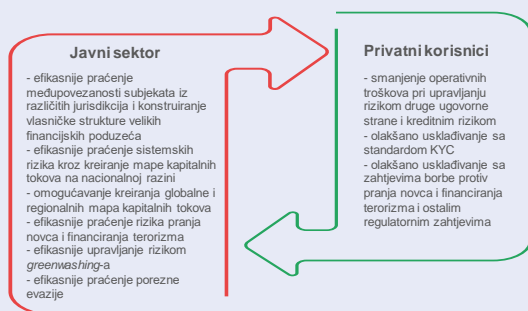 Javni sektor
- efikasnije praćenje
međupovezanosti subjekata iz
različitih jurisdikcija i konstruiranje
vlasničke strukture velikih
financijskih poduzeća
- efikasnije praćenje sistemskih
rizika kroz kreiranje mape kapitalnih
tokova na nacionalnoj razini
- omogućavanje kreiranja globalne i
regionalnih mapa kapitalnih tokova
- efikasnije praćenje rizika pranja
novca i financiranja terorizma
- efikasnije upravljanje rizikom
greenwashing-a
- efikasnije praćenje porezne
evazije
Privatni korisnici
- smanjenje operativnih
troškova pri upravljanju
rizikom druge ugovorne
strane i kreditnim rizikom
- olakšano usklađivanje sa
standardom KYC
- olakšano usklađivanje sa
zahtjevima borbe protiv
pranja novca i financiranja
terorizma i ostalim
regulatornim zahtjevima